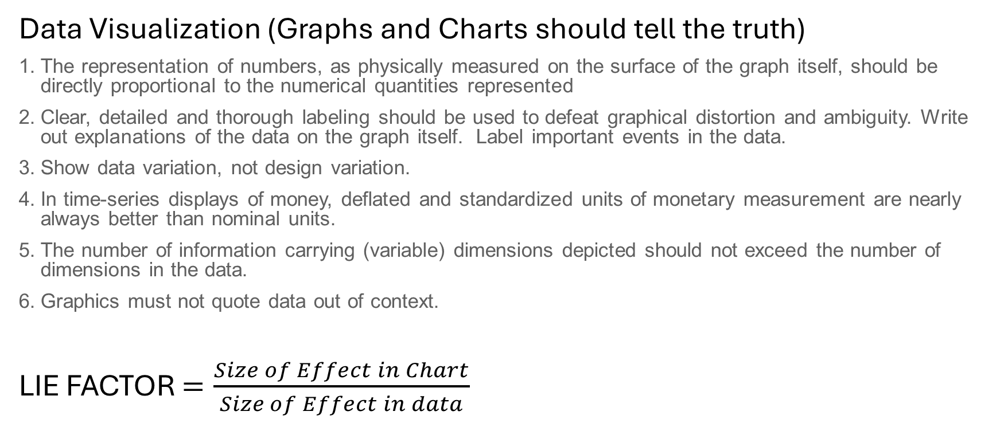 Data Visualization (Graphs and Charts should tell the truth)
1. The representation of numbers, as physically measured on the surface of the graph itself, should be
directly proportional to the numerical quantities represented
2. Clear, detailed and thorough labeling should be used to defeat graphical distortion and ambiguity. Write
out explanations of the data on the graph itself. Label important events in the data.
3. Show data variation, not design variation.
4. In time-series displays of money, deflated and standardized units of monetary measurement are nearly
always better than nominal units.
5. The number of information carrying (variable) dimensions depicted should not exceed the number of
dimensions in the data.
6. Graphics must not quote data out of context.
Size of Effect in Chart
LIE FACTOR =
Size of Effect in data